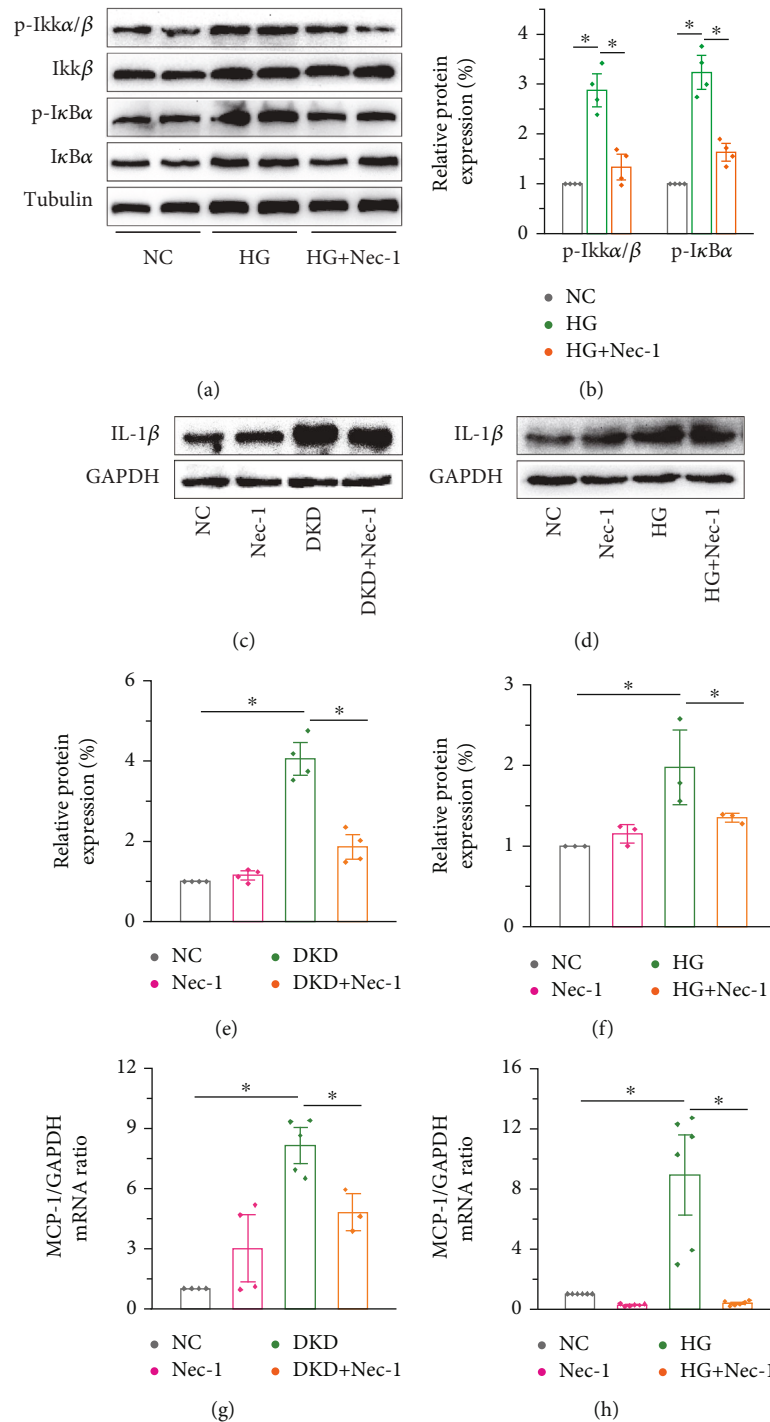 p-Ikkα/β
Ikkβ
p-IκBα
IκBα
Tubulin
NC HG HG+Nec-1
(a)
Relative protein
expression (%)
4
3
2
1
0
* * * *
p-Ikkα/β p-IκBα
NC
HG
HG+Nec-1
(b)
IL-1β
GAPDH
NC Nec-1 DKD DKD+Nec-1
(c)
IL-1β
GAPDH
NC Nec-1 HG HG+Nec-1
(d)
Relative protein
expression (%)
6
4
2
0
* *
NC DKD
Nec-1 DKD+Nec-1
(e)
Relative protein
expression (%)
3
2
1
0
* *
NC HG
Nec-1 HG+Nec-1
(f)
MCP-1/GAPDH
mRNA ratio
12
9
6
3
0
* *
NC DKD
Nec-1 DKD+Nec-1
(g)
MCP-1/GAPDH
mRNA ratio
16
12
8
4
0
* *
NC HG
Nec-1 HG+Nec-1
(h)